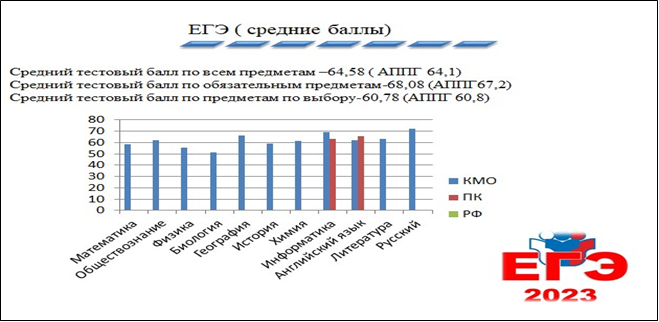 ЕГЭ ( средние баллы)
Средний тестовый балл по всем предметам –64,58 ( АППГ 64,1)
Средний тестовый балл по обязательным предметам-68,08 (АППГ67,2)
Средний тестовый балл по предметам по выбору-60,78 (АППГ 60,8)
80
70
60
50
40
30
20
10
0
Математика
Обществознание
Физика
Биология
География
История
Химия
Информатика
Английский язык
Литература
Русский
КМО
ПК
РФ
ЕГЭ
2023